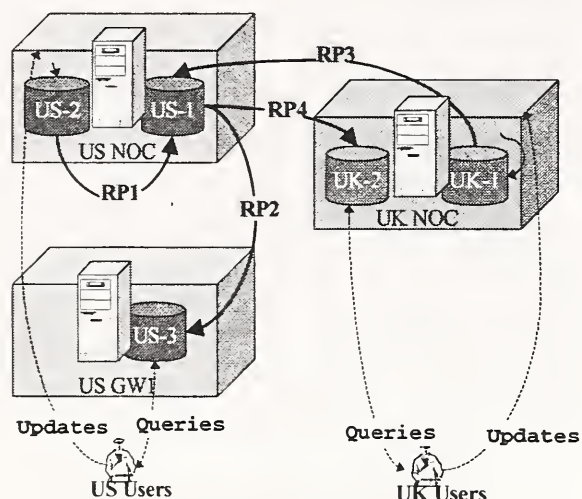 RP3
US-2
US-1
RP4
US NOC
UK-2
UK-1
RP1
RP2
UK NOC
US-3
US GW1
Updates
Queries
Queries
Updates
US Users
UK Users